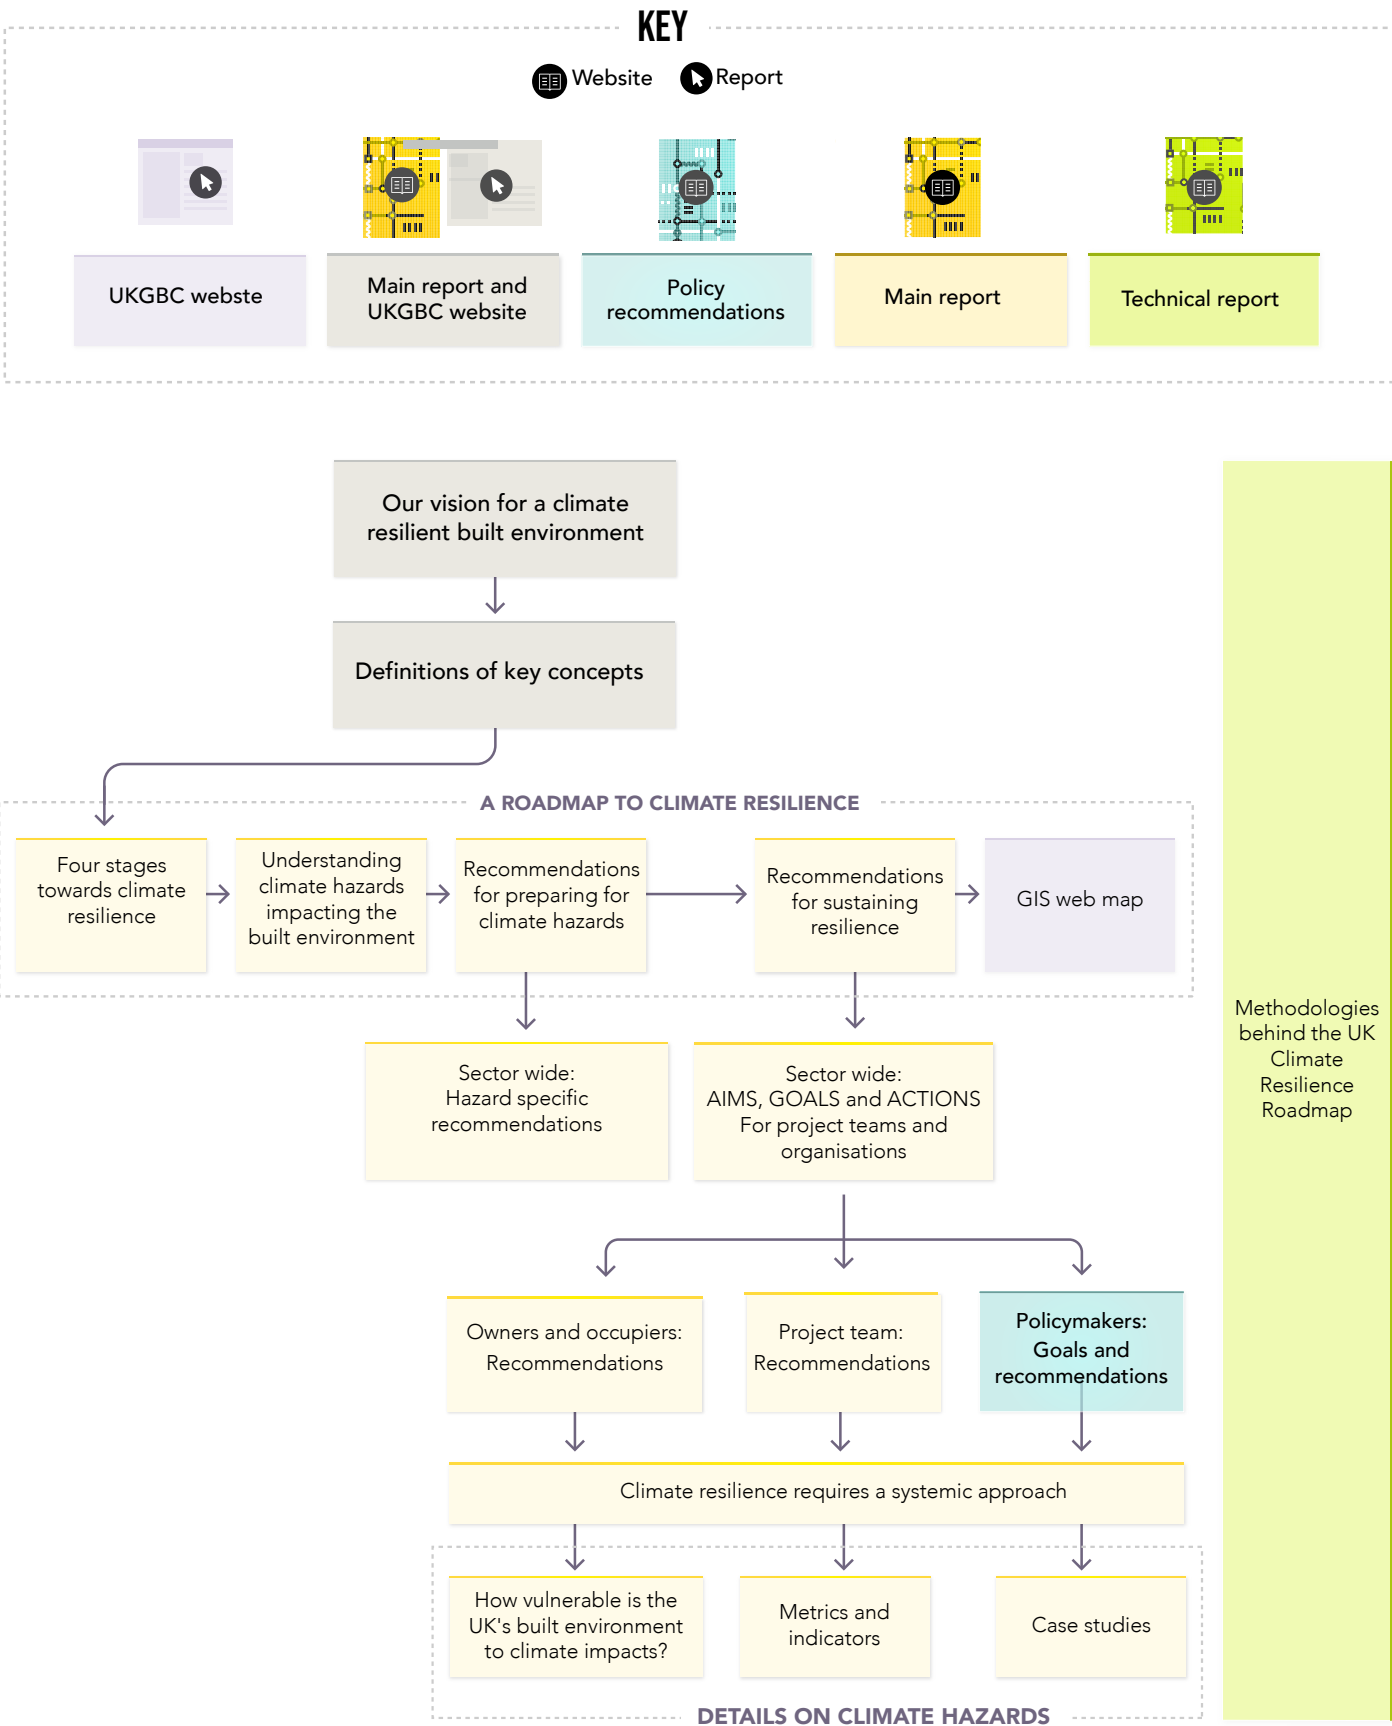 KEY
Website
Report
UKGBC webste
Main report and
UKGBC website
Policy
recommendations
Main report
Technical report
Our vision for a climate
resilient built environment
Definitions of key concepts
A ROADMAP TO CLIMATE RESILIENCE
Four stages
towards climate
resilience
Understanding
climate hazards
impacting the
built environment
Recommendations
for preparing for
climate hazards
Recommendations
for sustaining
resilience
GIS web map
Methodologies
behind the UK
Climate
Resilience
Roadmap
Sector wide:
Hazard specific
recommendations
Sector wide:
AIMS, GOALS and ACTIONS
For project teams and
organisations
Owners and occupiers:
Recommendations
Project team:
Recommendations
Policymakers:
Goals and
recommendations
Climate resilience requires a systemic approach
How vulnerable is the
UK's built environment
to climate impacts?
Metrics and
indicators
Case studies
DETAILS ON CLIMATE HAZARDS